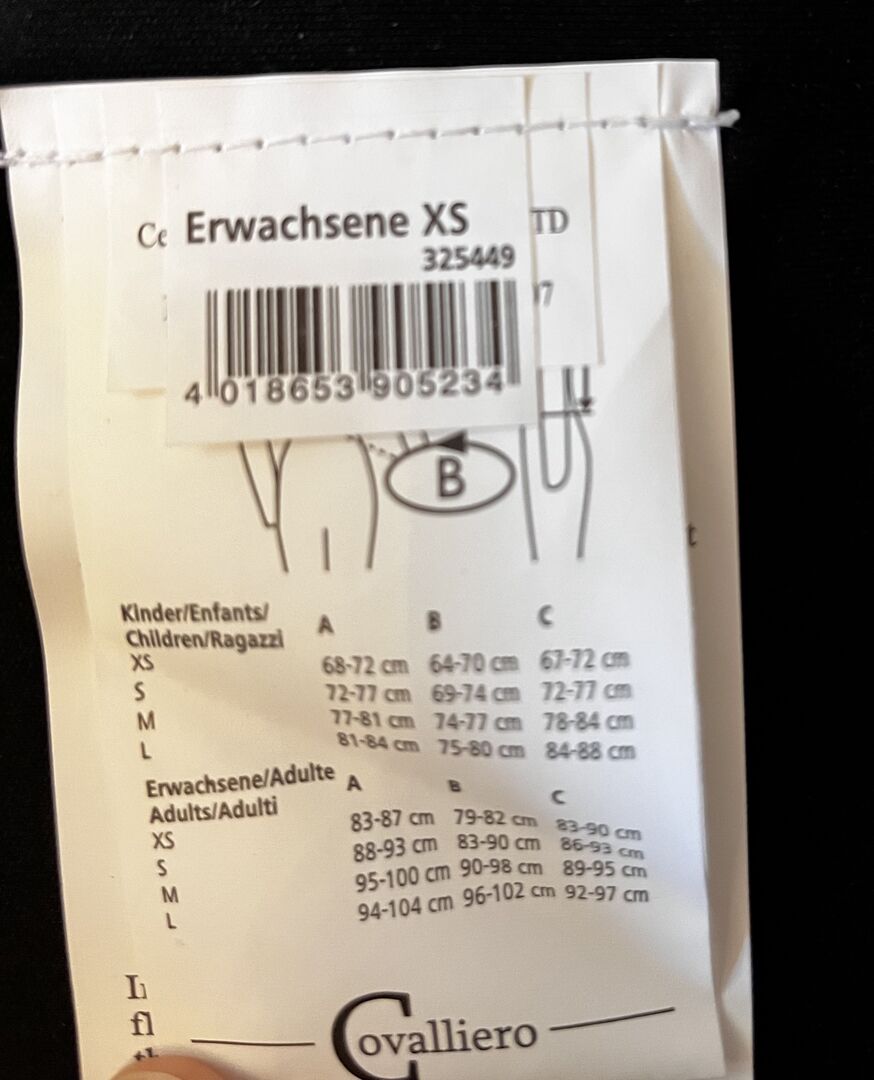 Erwachsene XS
TD
325449
4 018653 905234
B
Kinder/Enfants/
Children/Ragazzi A B C
XS 68-72 cm 64-70 cm 67-72 cm
S 72-77 cm 69-74 cm 72-77 cm
M 77-81 cm 74-77 cm 78-84 cm
L 81-84 cm 75-80 cm 84-88 cm
Erwachsene/Adulte A B C
Adults/Adulti
XS 83-87 cm 79-82 cm 83-90 cm
S 88-93 cm 83-90 cm 86-93 cm
M 95-100 cm 90-98 cm 89-95 cm
L 94-104 cm 96-102 cm 92-97 cm
Covalliero